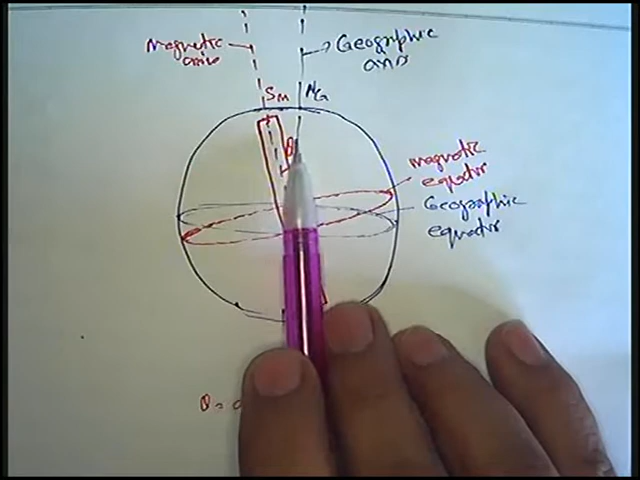 Magnetic
axis
Geographic
axis
SM NG
θ
magnetic
equator
Geographic
equator
θ =